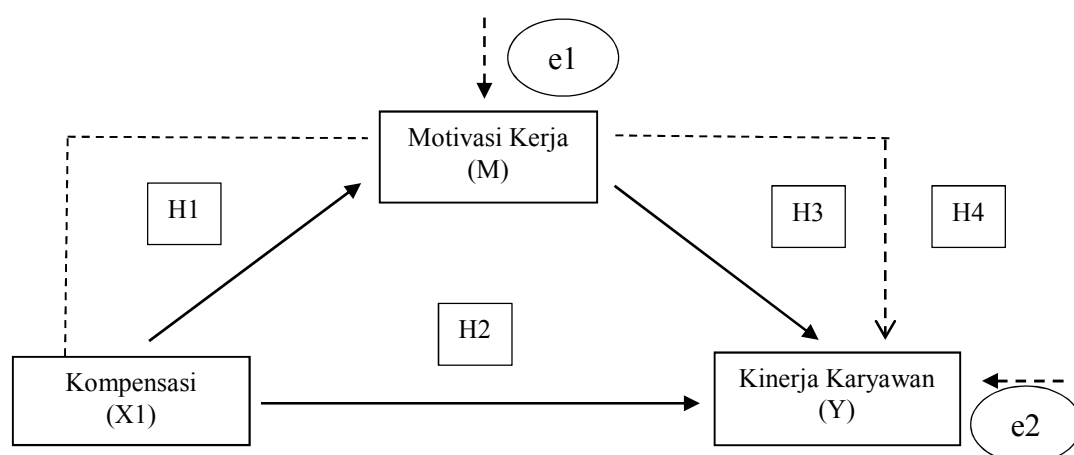 e1
Motivasi Kerja
(M)
H1
H3
H4
H2
Kompensasi
(X1)
Kinerja Karyawan
(Y)
e2